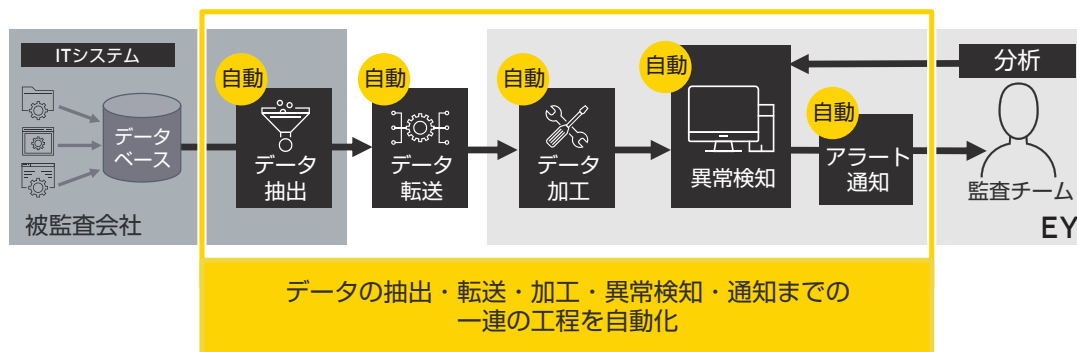 ITシステム
データ
ベース
被監査会社
自動
データ
抽出
自動
データ
転送
自動
データ
加工
自動
異常検知
自動
アラート
通知
分析
監査チーム
EY
データの抽出・転送・加工・異常検知・通知までの
一連の工程を自動化